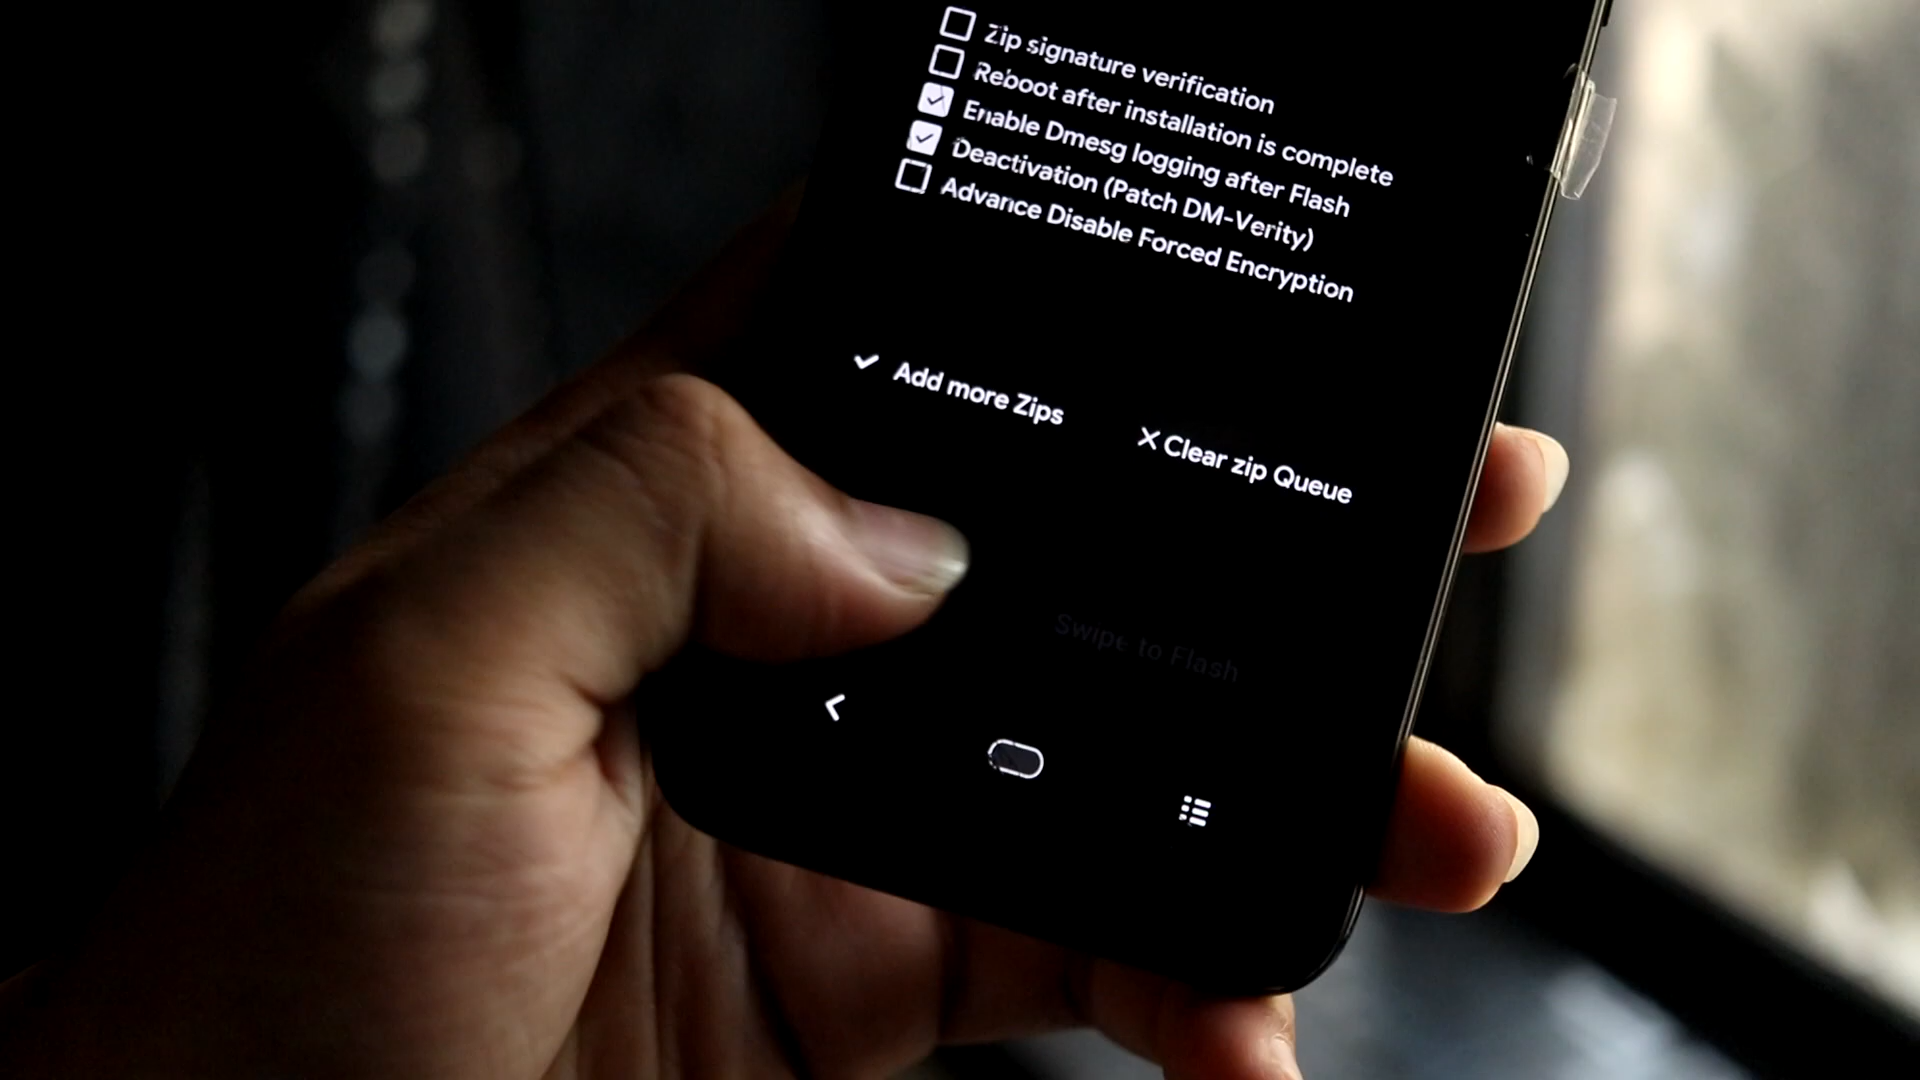 Zip signature verification
Reboot after installation is complete
Enable Dmesg logging after Flash
Deactivation (Patch DM-Verity)
Advance Disable Forced Encryption
Add more Zips
Clear zip Queue
Swipe to Flash